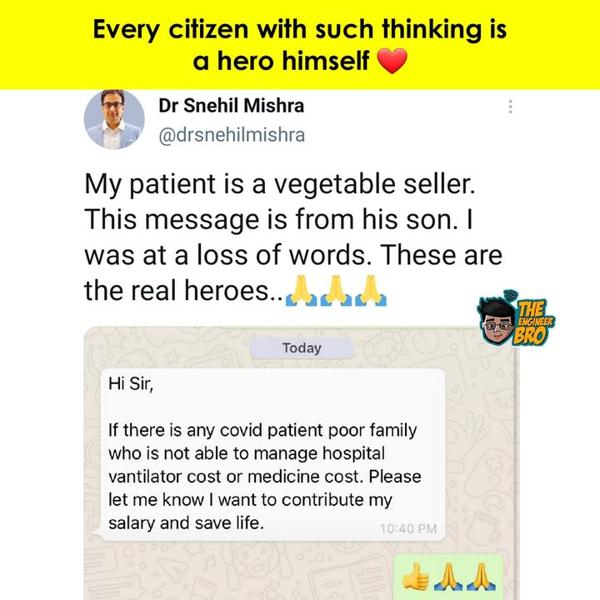 Every citizen with such thinking is
a hero himself ❤️
Dr Snehil Mishra
@drsnehilmishra
My patient is a vegetable seller.
This message is from his son. I
was at a loss of words. These are
the real heroes..🙏🙏🙏
THE
ENGINEER
BRO
Today
Hi Sir,
If there is any covid patient poor family
who is not able to manage hospital
vantilator cost or medicine cost. Please
let me know I want to contribute my
salary and save life.
10:40 PM
👍🙏🙏